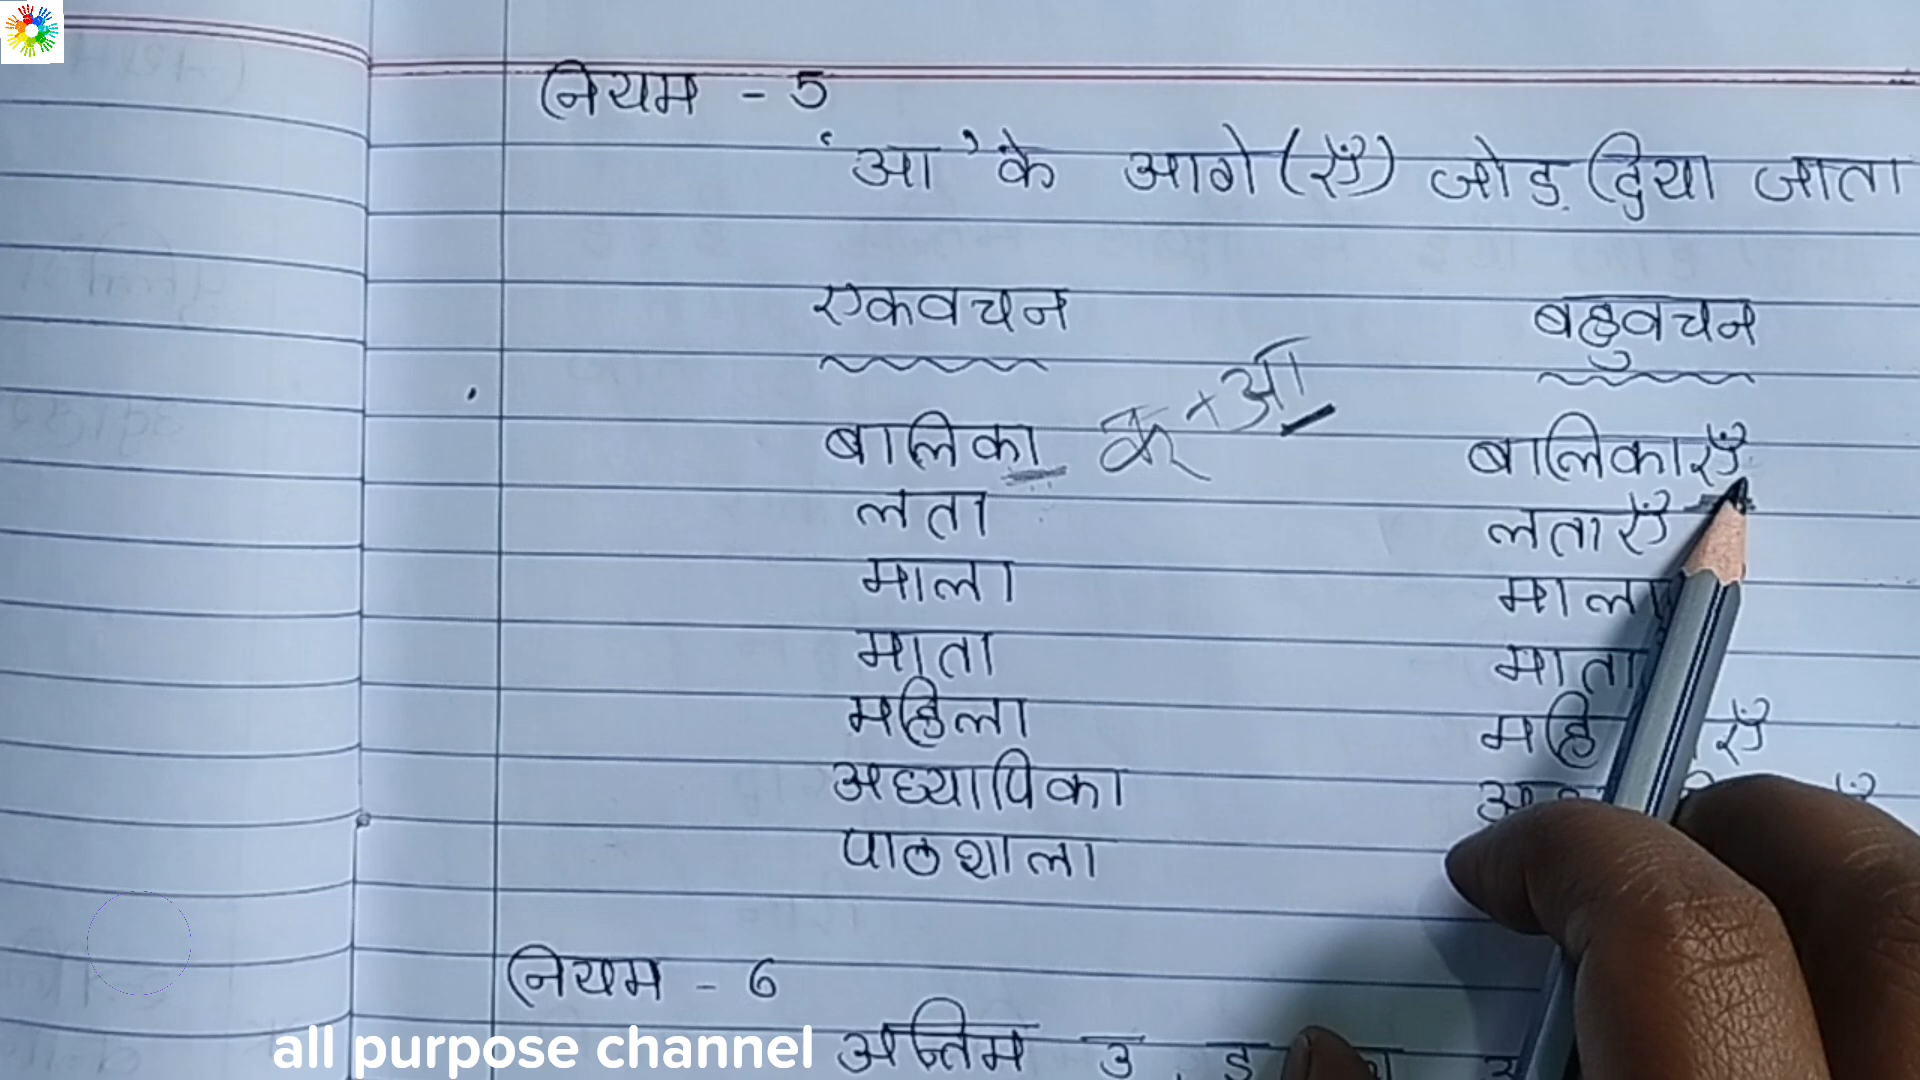 नियम - 5
'आ' के आगे (एँ) जोड़ दिया जाता
एकवचन बहुवचन
क् + आ
बालिका बालिकाएँ
लता लताएँ
माला
माता
महिला
अध्यापिका
पाठशाला
नियम - 6
अन्तिम उ,
all purpose channel